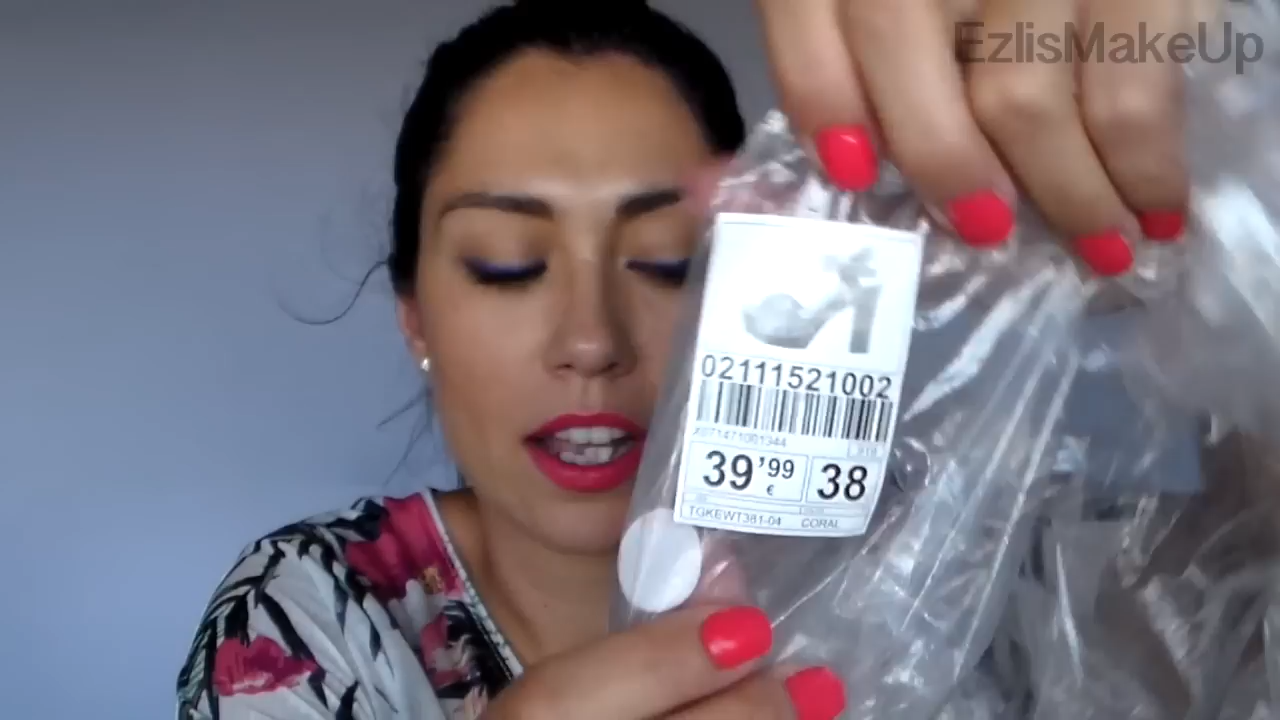 EzlisMakeUp
02111521002
39'99
€
38
TGKEWT381-04 CORAL